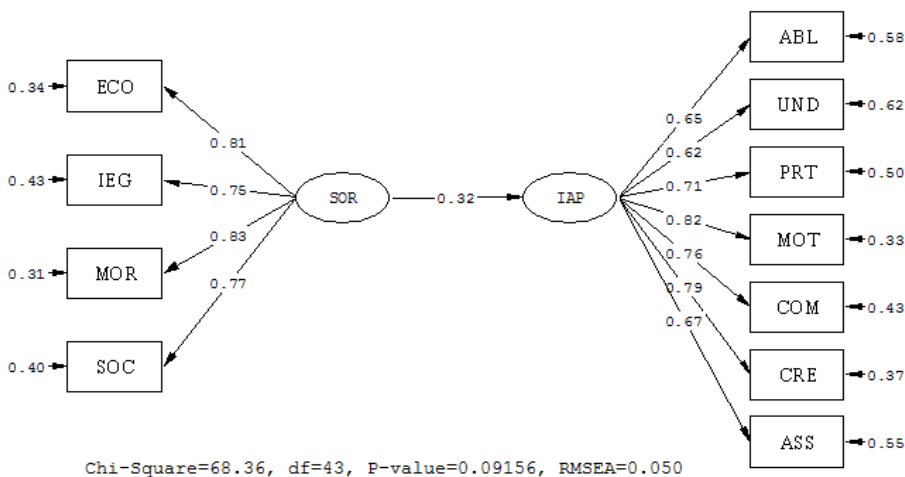 ECO
0.34
0.81
IEG
0.43
0.75
MOR
0.31
0.83
SOC
0.40
0.77
SOR
0.32
IAP
ABL
0.58
0.65
UND
0.62
0.62
PRT
0.50
0.71
MOT
0.33
0.82
COM
0.43
0.76
CRE
0.37
0.79
ASS
0.55
0.67
Chi-Square=68.36, df=43, P-value=0.09156, RMSEA=0.050